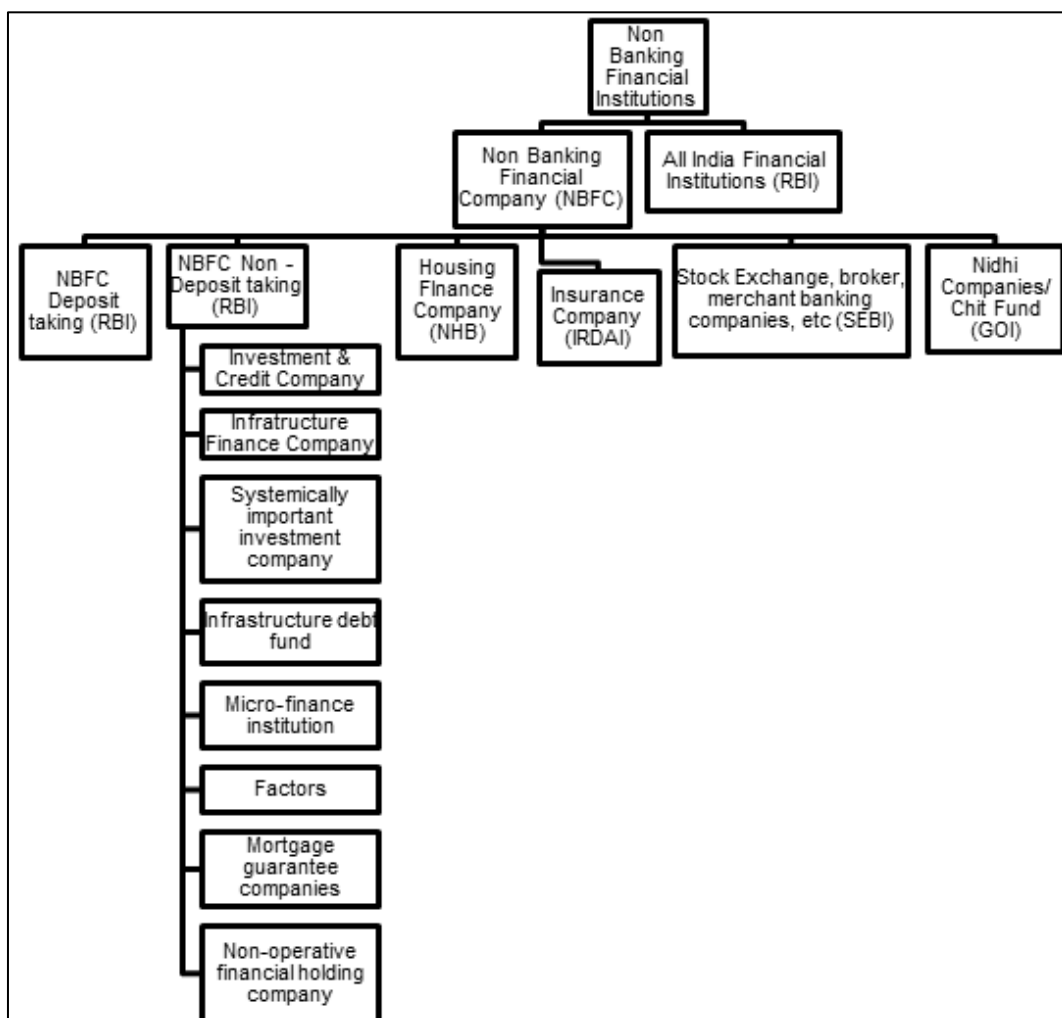 Non
Banking
Financial
Institutions
Non Banking
Financial
Company (NBFC)
All India Financial
Institutions (RBI)
NBFC
Deposit
taking (RBI)
NBFC Non -
Deposit taking
(RBI)
Housing
FInance
Company
(NHB)
Insurance
Company
(IRDAI)
Stock Exchange, broker,
merchant banking
companies, etc (SEBI)
Nidhi
Companies/
Chit Fund
(GOI)
Investment &
Credit Company
Infratructure
Finance Company
Systemically
important
investment
company
Infrastructure debt
fund
Micro-finance
institution
Factors
Mortgage
guarantee
companies
Non-operative
financial holding
company